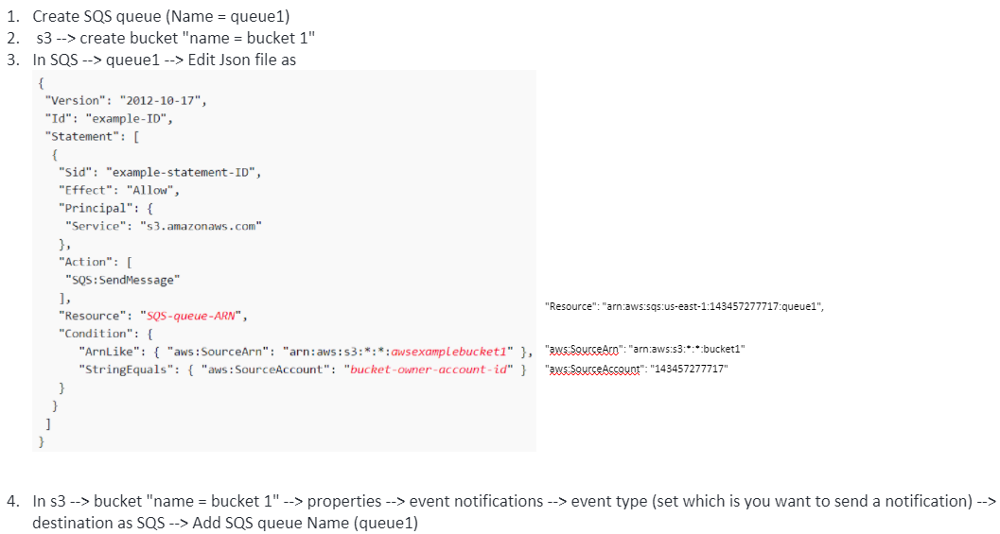 1. Create SQS queue (Name = queue1)
2. s3 --> create bucket "name = bucket 1"
3. In SQS --> queue1 --> Edit Json file as
{
"Version": "2012-10-17",
"Id": "example-ID",
"Statement": [
{
"Sid": "example-statement-ID",
"Effect": "Allow",
"Principal": {
"Service": "s3.amazonaws.com"
},
"Action": [
"SQS:SendMessage"
],
"Resource": "SQS-queue-ARN", "Resource": "arn:aws:sqs:us-east-1:143457277717:queue1",
"Condition": {
"ArnLike": { "aws:SourceArn": "arn:aws:s3:*:*:awsexamplebucket1" }, "aws:SourceArn": "arn:aws:s3:*:*:bucket1"
"StringEquals": { "aws:SourceAccount": "bucket-owner-account-id" } "aws:SourceAccount": "143457277717"
}
}
]
}
4. In s3 --> bucket "name = bucket 1" --> properties --> event notifications --> event type (set which is you want to send a notification) -->
destination as SQS --> Add SQS queue Name (queue1)